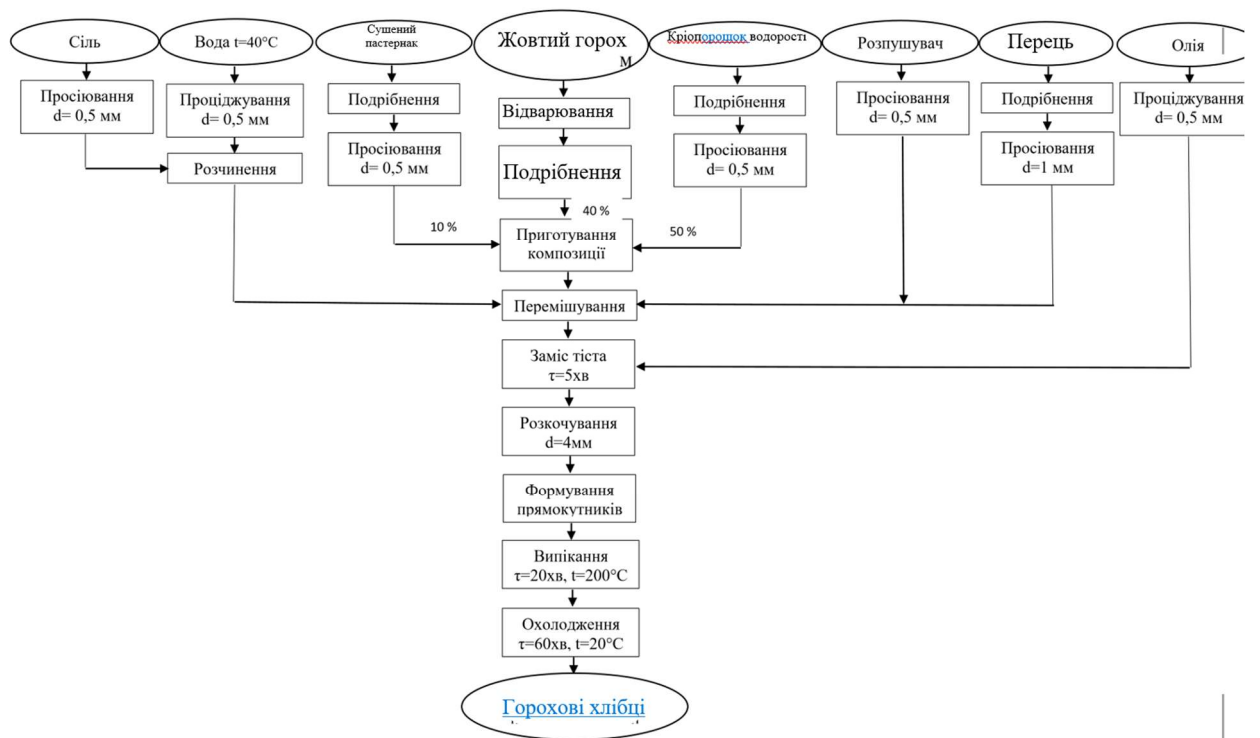 Сіль
Вода t=40°C
Сушений
пастернак
Жовтий горох
м
Кріопорошок водорості
Розпушувач
Перець
Олія
Просіювання
d= 0,5 мм
Проціджування
d= 0,5 мм
Подрібнення
Відварювання
Подрібнення
Просіювання
d= 0,5 мм
Подрібнення
Проціджування
d= 0,5 мм
Розчинення
Просіювання
d= 0,5 мм
Подрібнення
Просіювання
d= 0,5 мм
Просіювання
d=1 мм
10 %
40 %
50 %
Приготування
композиції
Перемішування
Заміс тіста
τ=5хв
Розкочування
d=4мм
Формування
прямокутників
Випікання
τ=20хв, t=200°C
Охолодження
τ=60хв, t=20°C
Горохові хлібці